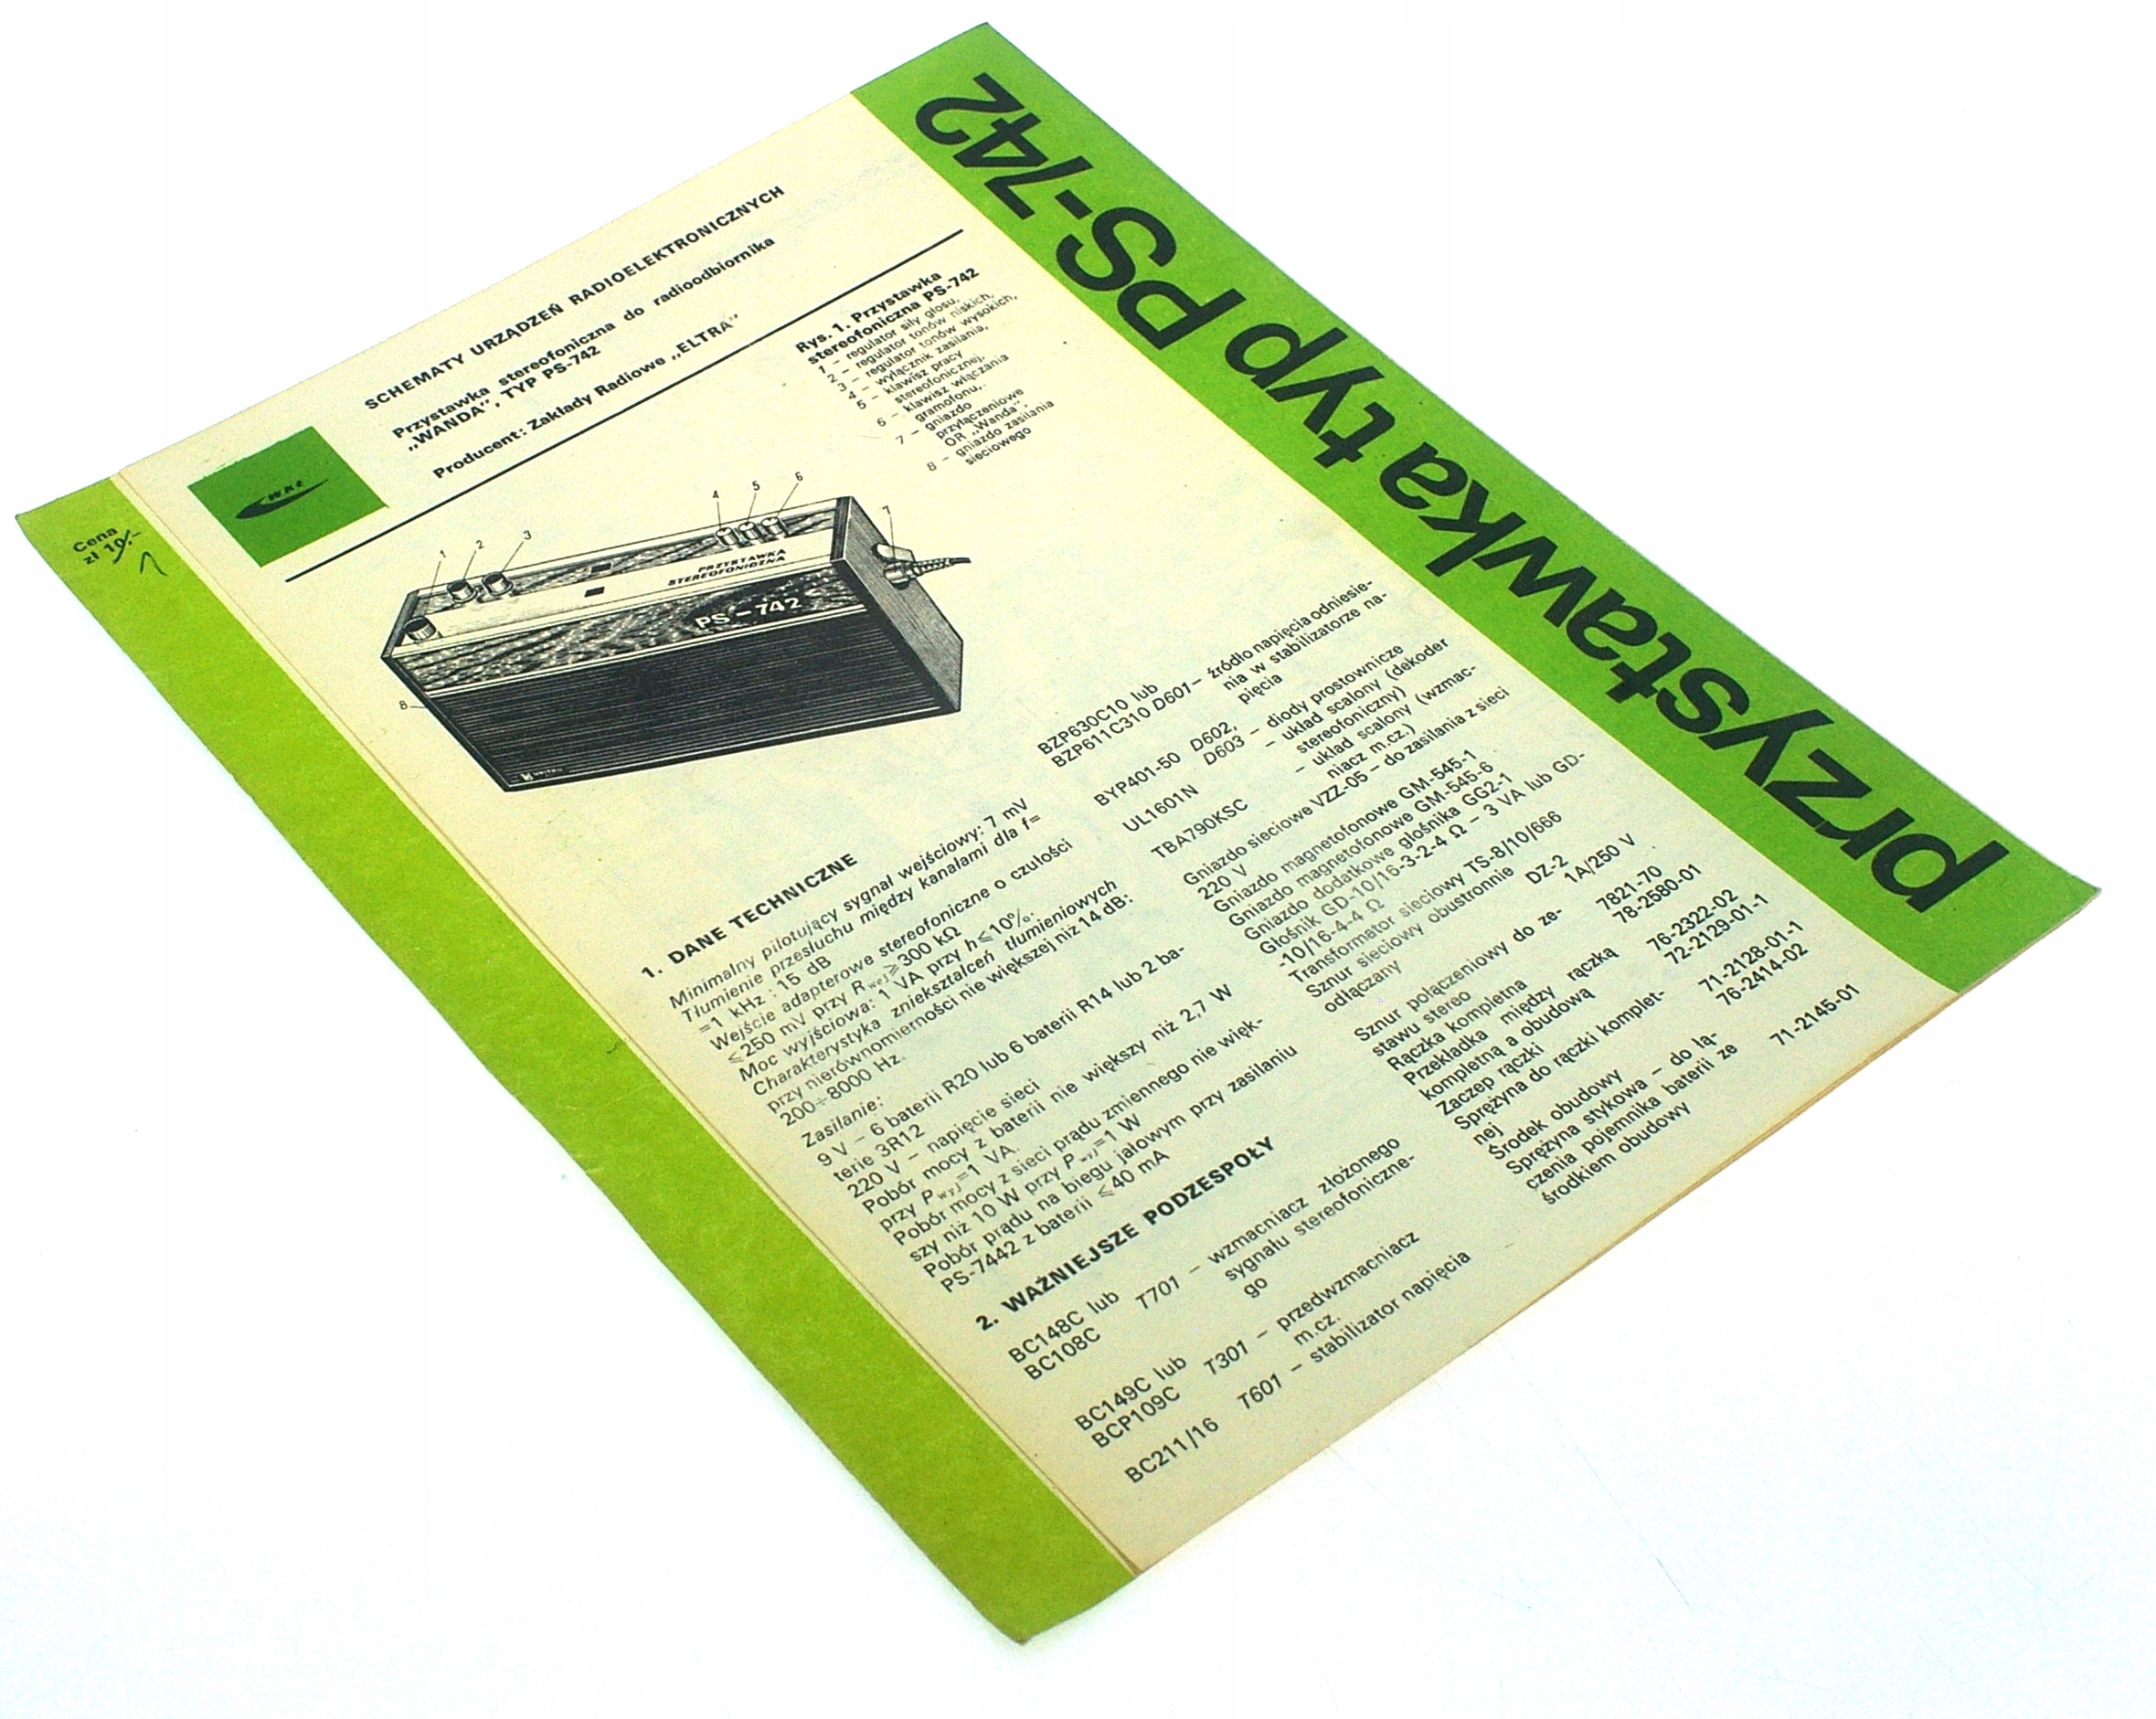 przystawka typ PS-742
Cena
zł 10,-
WKŁ
SCHEMATY URZĄDZEŃ RADIOELEKTRONICZNYCH
Przystawka stereofoniczna do radioodbiornika
„WANDA”, TYP PS-742
Producent: Zakłady Radiowe „ELTRA”
Rys. 1. Przystawka
stereofoniczna PS-742
1 – regulator siły głosu,
2 – regulator tonów niskich,
3 – regulator tonów wysokich,
4 – wyłącznik zasilania,
5 – klawisz pracy
stereofonicznej,
6 – klawisz włączania
gramofonu,
7 – gniazdo
przyłączeniowe
OR „Wanda”,
8 – gniazdo zasilania
sieciowego
1
2
3
4
5
6
7
8
PRZYSTAWKA
STEREOFONICZNA
PS-742
1. DANE TECHNICZNE
Minimalny pilotujący sygnał wejściowy: 7 mV
Tłumienie przesłuchu między kanałami dla f=
=1 kHz : 15 dB
Wejście adapterowe stereofoniczne o czułości
⩽250 mV przy Rwej⩾300 kΩ
Moc wyjściowa: 1 VA przy h⩽10%.
Charakterystyka zniekształceń tłumieniowych
przy nierównomierności nie większej niż 14 dB:
200÷8000 Hz.
Zasilanie:
9 V – 6 baterii R20 lub 6 baterii R14 lub 2 ba-
terie 3R12
220 V – napięcie sieci
Pobór mocy z baterii nie większy niż 2,7 W
przy Pwyj=1 VA.
Pobór mocy z sieci prądu zmiennego nie więk-
szy niż 10 W przy Pwyj=1 W
Pobór prądu na biegu jałowym przy zasilaniu
PS-7442 z baterii ⩽40 mA
2. WAŻNIEJSZE PODZESPOŁY
BC148C lub
BC108C T701 – wzmacniacz złożonego
sygnału stereofoniczne-
go
BC149C lub
BCP109C T301 – przedwzmacniacz
m.cz.
BC211/16 T601 – stabilizator napięcia
BZP630C10 lub
BZP611C310 D601 – źródło napięcia odniesie-
nia w stabilizatorze na-
pięcia
BYP401-50 D602,
D603 – diody prostownicze
UL1601N – układ scalony (dekoder
stereofoniczny)
TBA790KSC – układ scalony (wzmac-
niacz m.cz.)
Gniazdo sieciowe VZZ-05 – do zasilania z sieci
220 V
Gniazdo magnetofonowe GM-545-1
Gniazdo magnetofonowe GM-545-6
Gniazdo dodatkowe głośnika GG2-1
Głośnik GD-10/16-3-2-4 Ω – 3 VA lub GD-
-10/16-4-4 Ω
Transformator sieciowy TS-8/10/666
Sznur sieciowy obustronnie
odłączany DZ-2
1A/250 V
Sznur połączeniowy do ze-
stawu stereo 7821-70
Rączka kompletna 78-2580-01
Przekładka między rączką
kompletną a obudową 76-2322-02
Zaczep rączki 72-2129-01-1
Sprężyna do rączki komplet-
nej 71-2128-01-1
Środek obudowy 76-2414-02
Sprężyna stykowa – do łą-
czenia pojemnika baterii ze
środkiem obudowy 71-2145-01